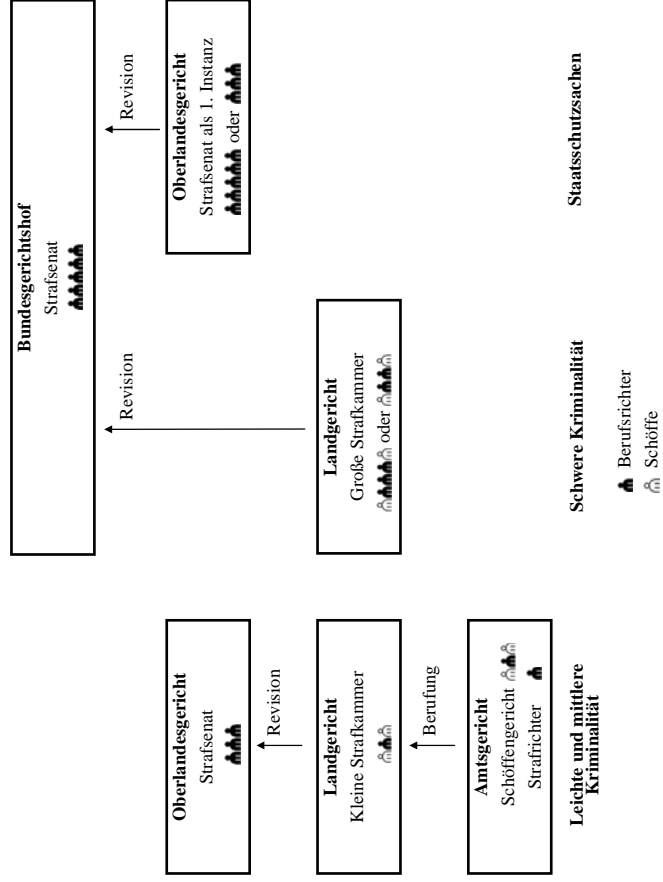 Bundesgerichtshof
Strafsenat
Revision
Revision
Oberlandesgericht
Strafsenat
Oberlandesgericht
Strafsenat als 1. Instanz
oder
Revision
Landgericht
Kleine Strafkammer
Landgericht
Große Strafkammer
oder
Berufung
Amtsgericht
Schöffengericht
Strafrichter
Leichte und mittlere
Kriminalität
Schwere Kriminalität
Staatsschutzsachen
Berufsrichter
Schöffe